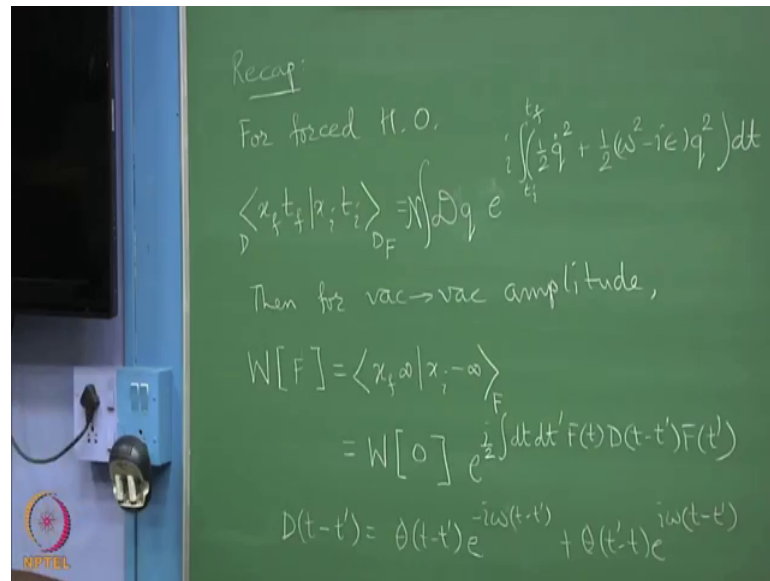 Recap:
For forced H.O.
⟨x_f t_f | x_i t_i⟩_{D_F} = N∫Dq e^{i∫_{t_i}^{t_f}(½ q̇² + ½(ω² - iϵ)q²)dt}
Then for vac → vac amplitude,
W[F] = ⟨x_f ∞ | x_i -∞⟩_F
= W[0] e^{i/2 ∫dt dt' F(t) D(t-t') F(t')}
D(t-t') = θ(t-t') e^{-iω(t-t')} + θ(t'-t) e^{iω(t-t')}
NPTEL